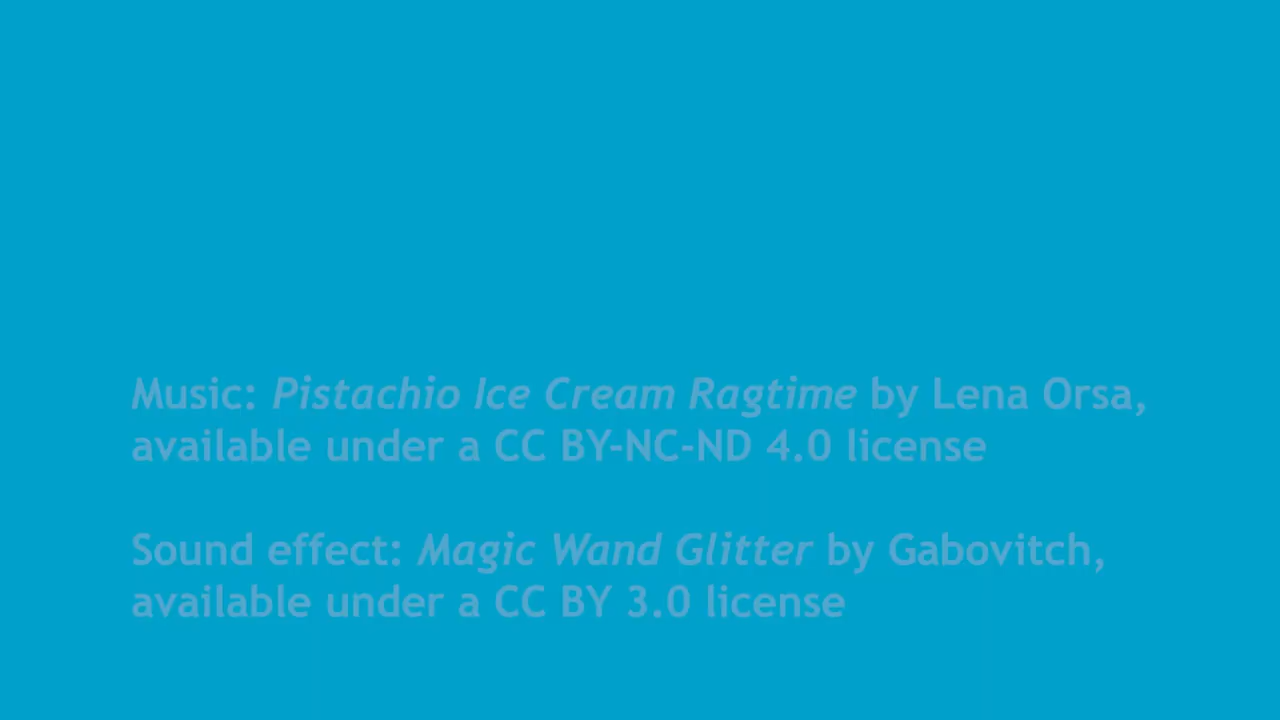 Music: Pistachio Ice Cream Ragtime by Lena Orsa,
available under a CC BY-NC-ND 4.0 license
Sound effect: Magic Wand Glitter by Gabovitch,
available under a CC BY 3.0 license